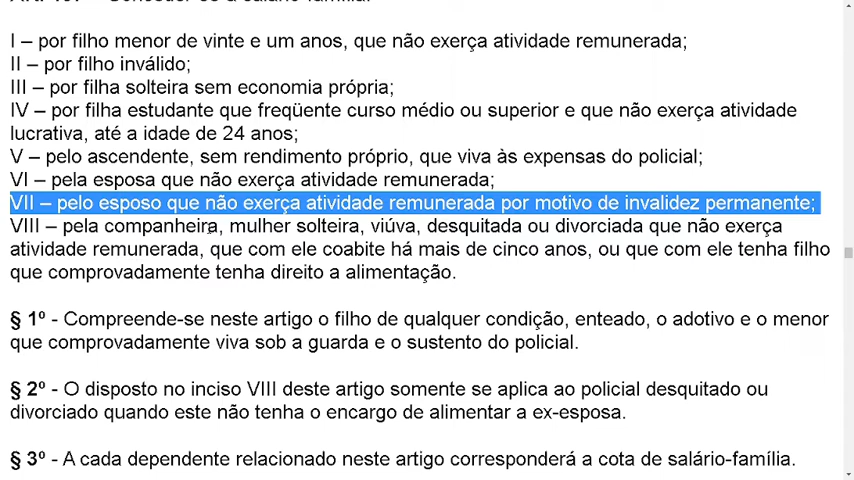 I – por filho menor de vinte e um anos, que não exerça atividade remunerada;
II – por filho inválido;
III – por filha solteira sem economia própria;
IV – por filha estudante que freqüente curso médio ou superior e que não exerça atividade
lucrativa, até a idade de 24 anos;
V – pelo ascendente, sem rendimento próprio, que viva às expensas do policial;
VI – pela esposa que não exerça atividade remunerada;
VII – pelo esposo que não exerça atividade remunerada por motivo de invalidez permanente;
VIII – pela companheira, mulher solteira, viúva, desquitada ou divorciada que não exerça
atividade remunerada, que com ele coabite há mais de cinco anos, ou que com ele tenha filho
que comprovadamente tenha direito a alimentação.
§ 1º - Compreende-se neste artigo o filho de qualquer condição, enteado, o adotivo e o menor
que comprovadamente viva sob a guarda e o sustento do policial.
§ 2º - O disposto no inciso VIII deste artigo somente se aplica ao policial desquitado ou
divorciado quando este não tenha o encargo de alimentar a ex-esposa.
§ 3º - A cada dependente relacionado neste artigo corresponderá a cota de salário-família.